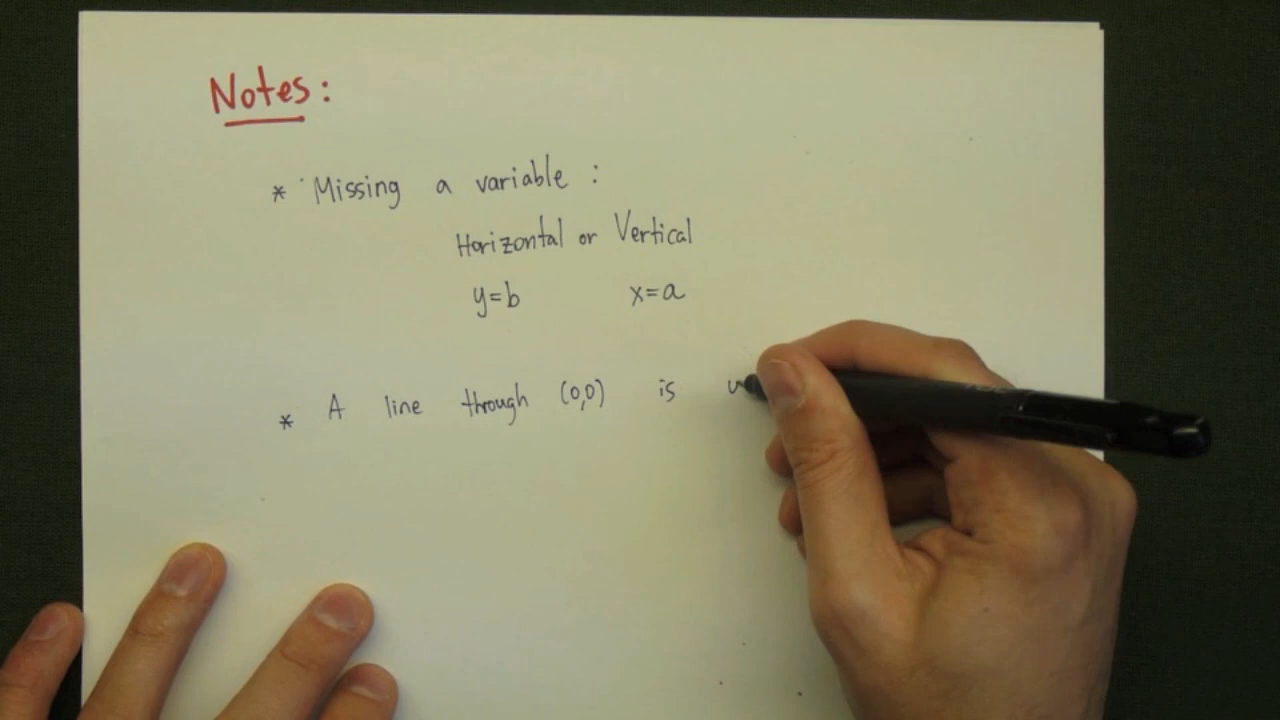 Notes:
* Missing a variable :
Horizontal or Vertical
y=b x=a
* A line through (0,0) is